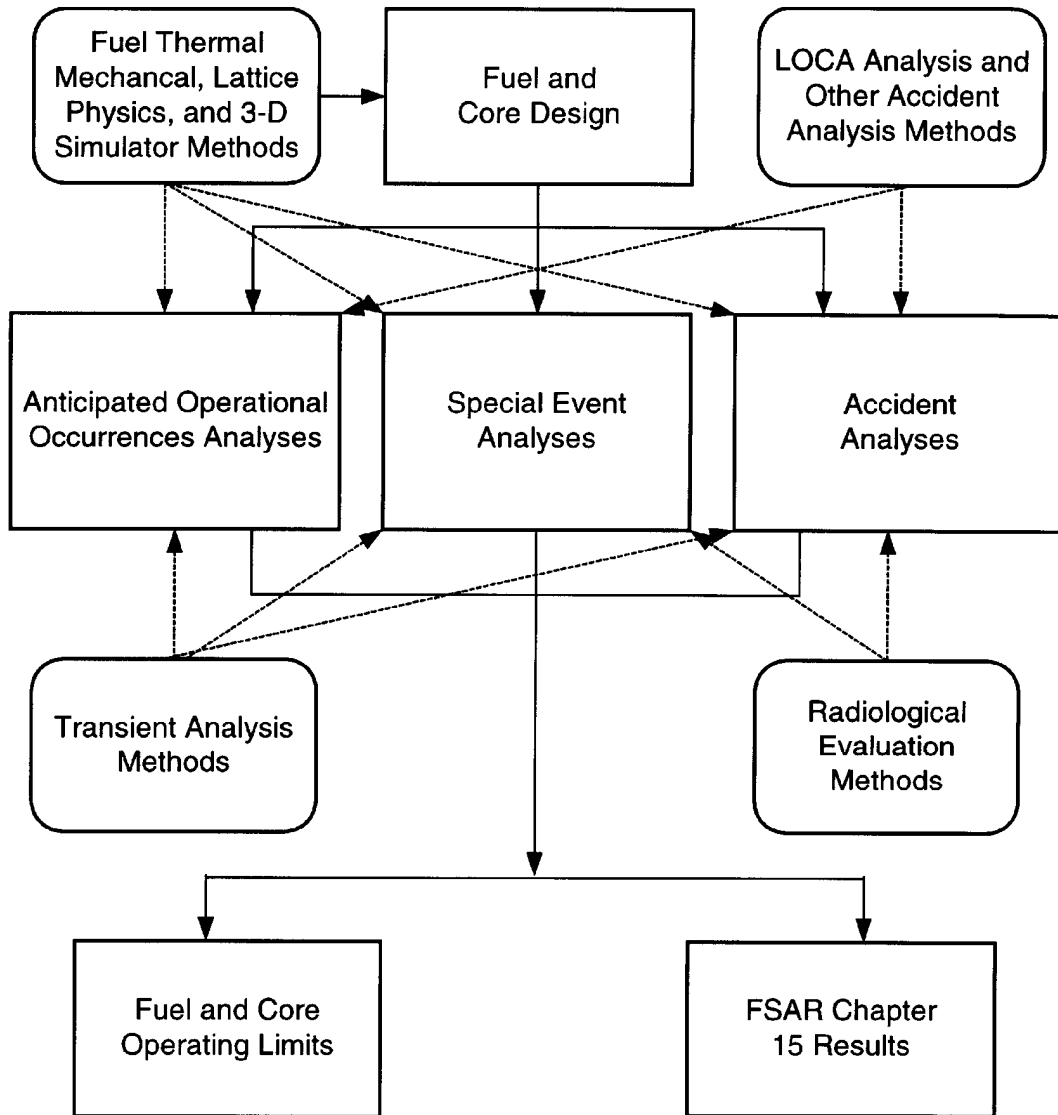 Fuel Thermal
Mechancal, Lattice
Physics, and 3-D
Simulator Methods
Fuel and
Core Design
LOCA Analysis and
Other Accident
Analysis Methods
Anticipated Operational
Occurrences Analyses
Special Event
Analyses
Accident
Analyses
Transient Analysis
Methods
Radiological
Evaluation
Methods
Fuel and Core
Operating Limits
FSAR Chapter
15 Results